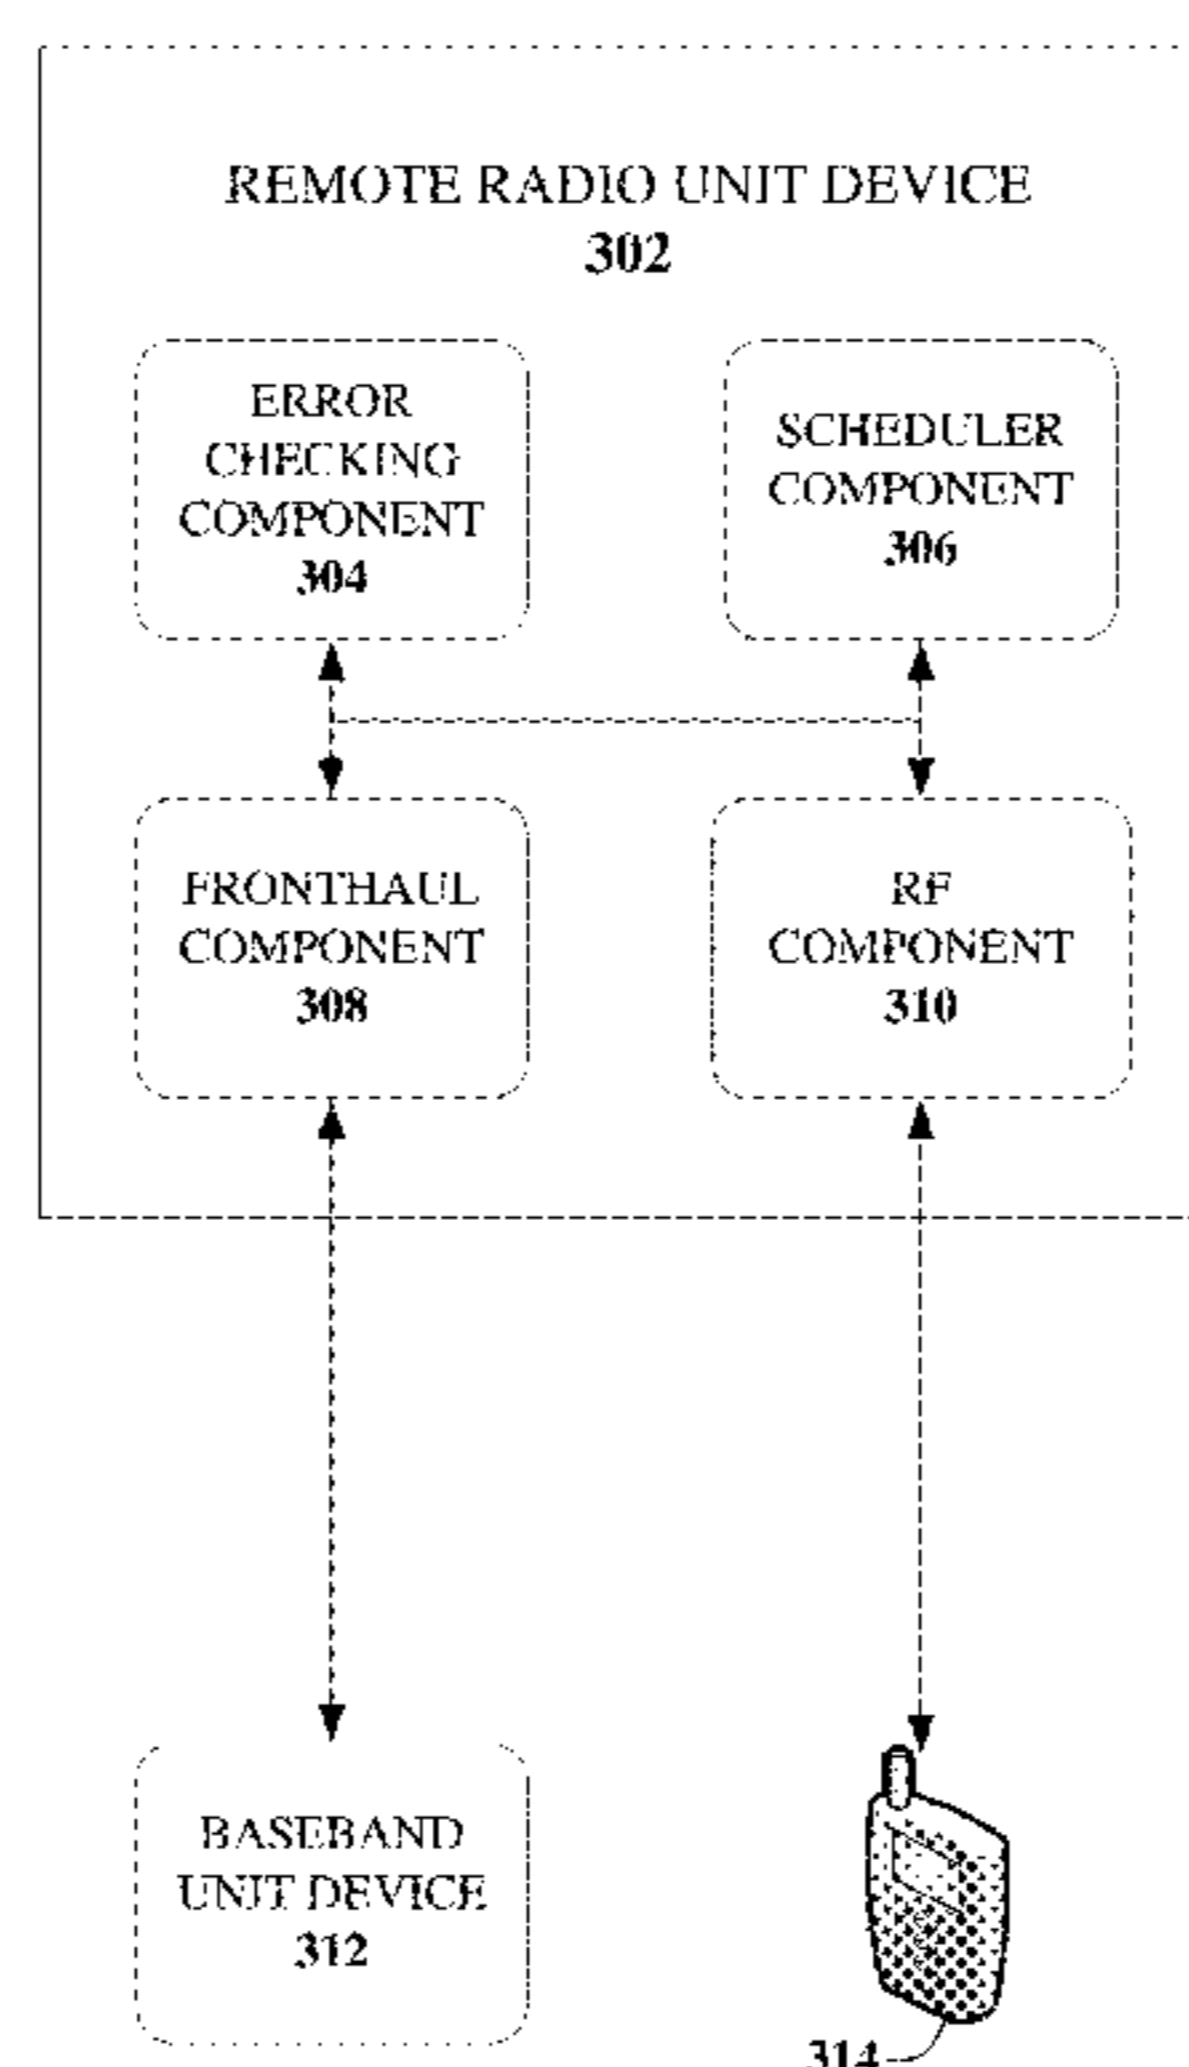 REMOTE RADIO UNIT DEVICE
302
ERROR
CHECKING
COMPONENT
304
SCHEDULER
COMPONENT
306
FRONTHAUL
COMPONENT
308
RF
COMPONENT
310
BASEBAND
UNIT DEVICE
312
314